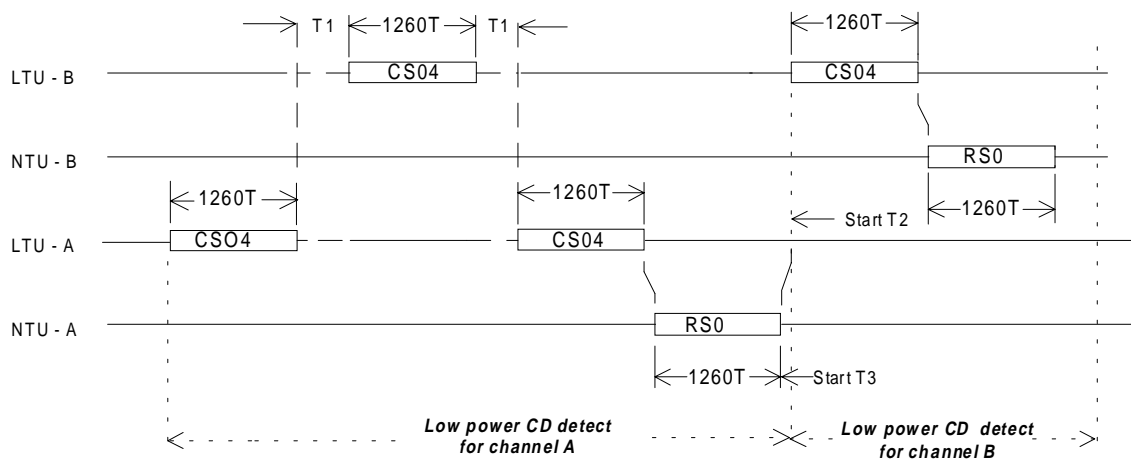 T1
1260T
T1
1260T
LTU - B
CS04
CS04
NTU - B
RS0
1260T
1260T
1260T
Start T2
LTU - A
CSO4
CS04
NTU - A
RS0
1260T
Start T3
Low power CD detect
for channel A
Low power CD detect
for channel B